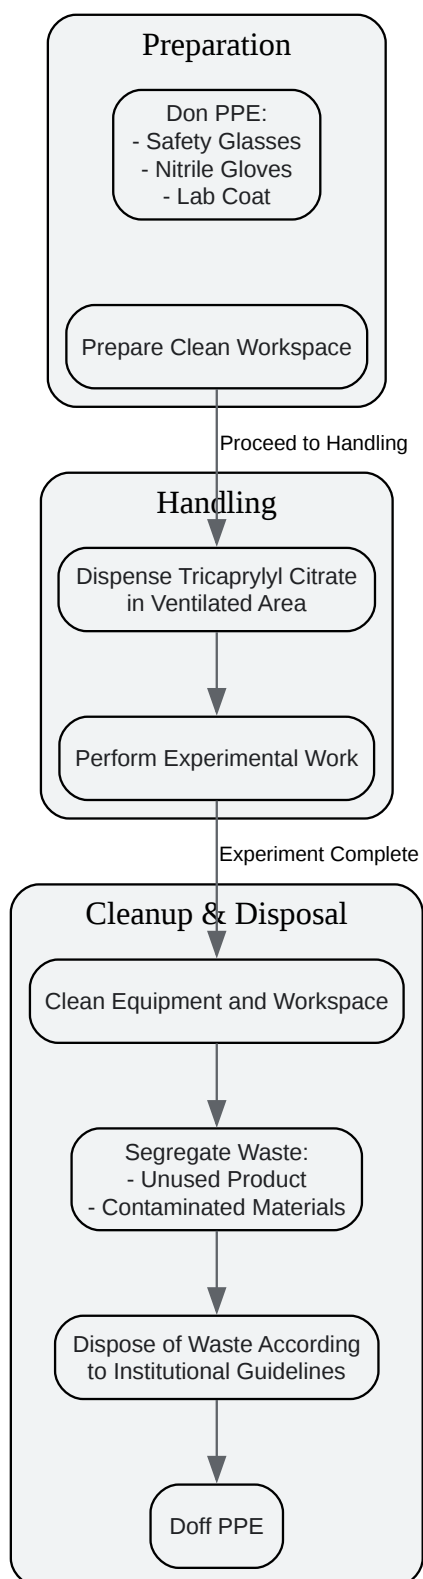 Preparation
Don PPE:
- Safety Glasses
- Nitrile Gloves
- Lab Coat
Prepare Clean Workspace
Proceed to Handling
Handling
Dispense Tricaprylyl Citrate
in Ventilated Area
Perform Experimental Work
Experiment Complete
Cleanup & Disposal
Clean Equipment and Workspace
Segregate Waste:
- Unused Product
- Contaminated Materials
Dispose of Waste According
to Institutional Guidelines
Doff PPE